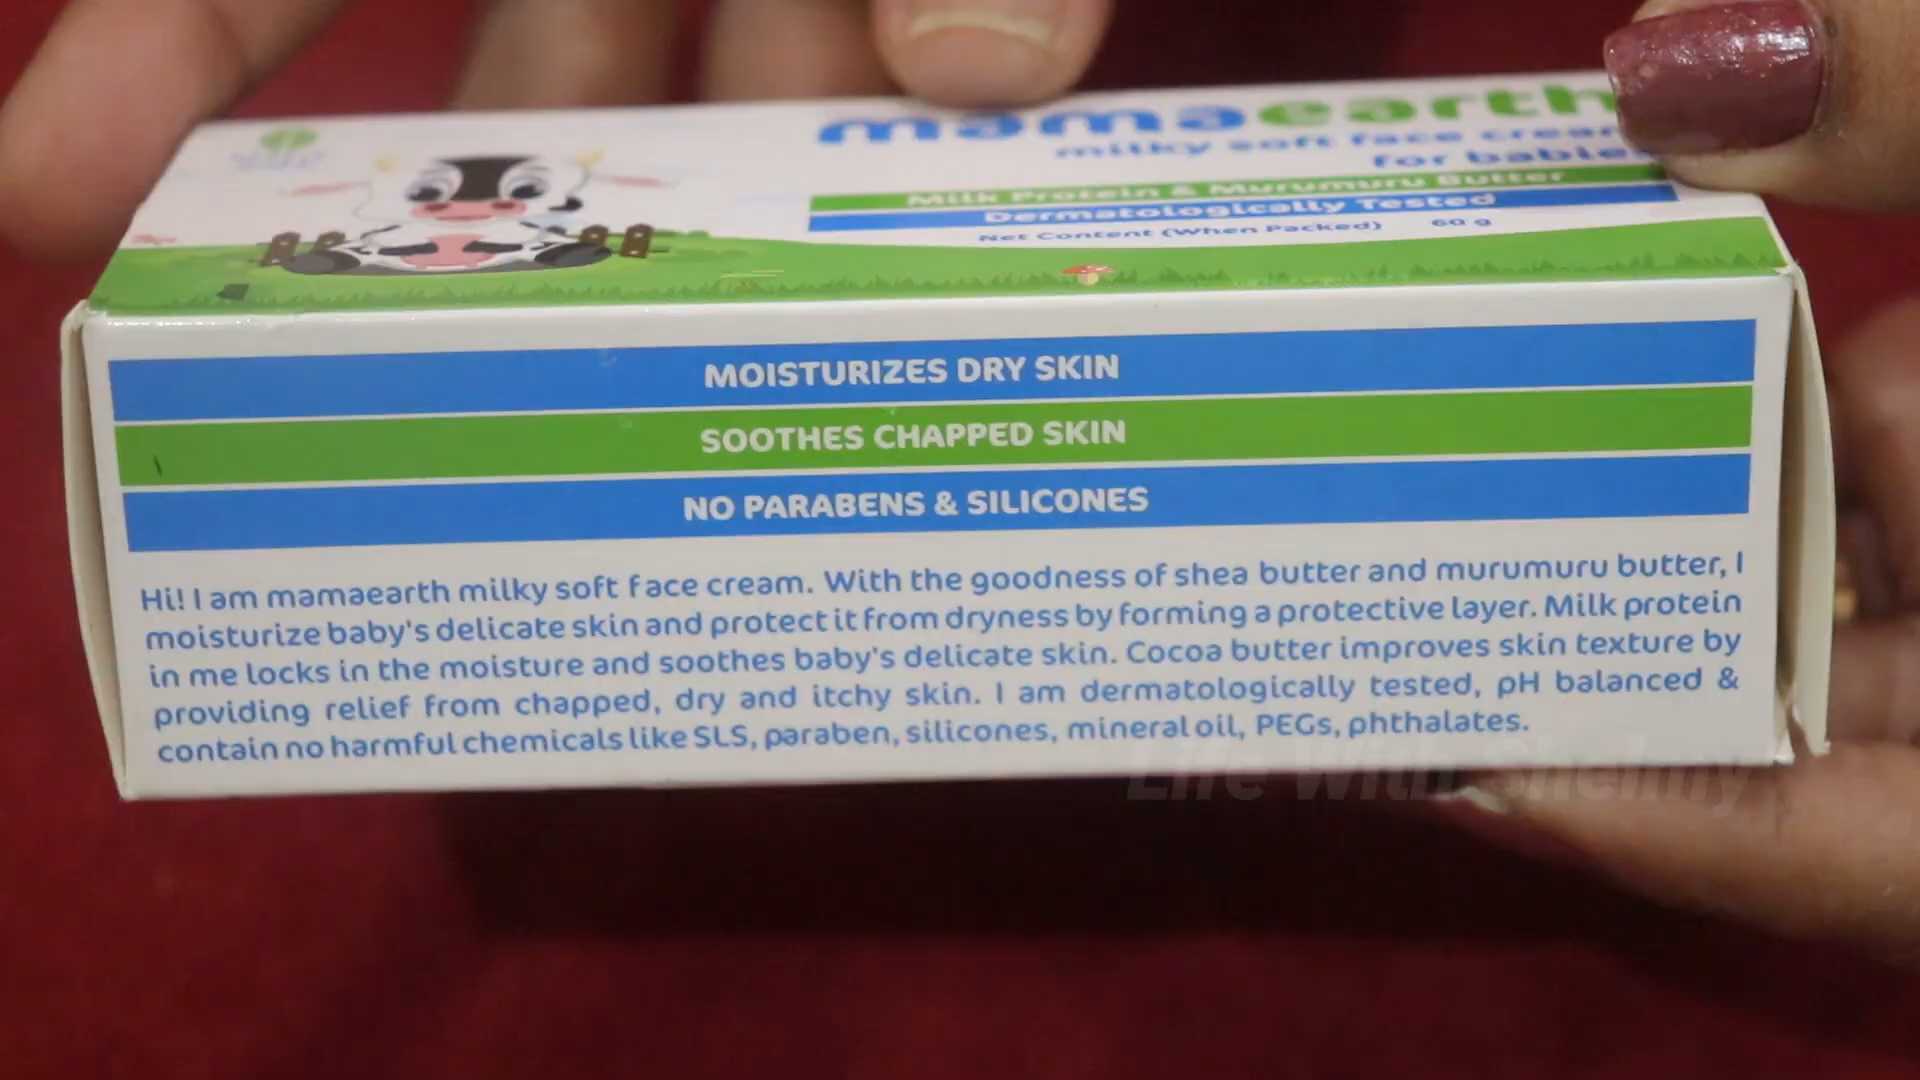 mamaearth
milky soft face cream
for babies
Milk Protein & Murumuru Butter
Dermatologically Tested
Net Content (When Packed) 60 g
MOISTURIZES DRY SKIN
SOOTHES CHAPPED SKIN
NO PARABENS & SILICONES
Hi! I am mamaearth milky soft face cream. With the goodness of shea butter and murumuru butter, I
moisturize baby's delicate skin and protect it from dryness by forming a protective layer. Milk protein
in me locks in the moisture and soothes baby's delicate skin. Cocoa butter improves skin texture by
providing relief from chapped, dry and itchy skin. I am dermatologically tested, pH balanced &
contain no harmful chemicals like SLS, paraben, silicones, mineral oil, PEGs, phthalates.
Life With